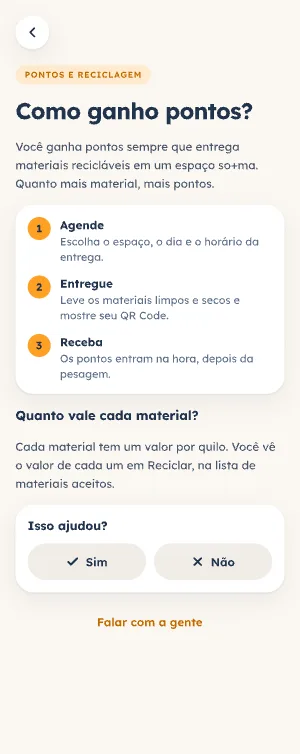 PONTOS E RECICLAGEM
Como ganho pontos?
Você ganha pontos sempre que entrega
materiais recicláveis em um espaço so+ma.
Quanto mais material, mais pontos.
1 Agende
Escolha o espaço, o dia e o horário da
entrega.
2 Entregue
Leve os materiais limpos e secos e
mostre seu QR Code.
3 Receba
Os pontos entram na hora, depois da
pesagem.
Quanto vale cada material?
Cada material tem um valor por quilo. Você vê
o valor de cada um em Reciclar, na lista de
materiais aceitos.
Isso ajudou?
Sim Não
Falar com a gente